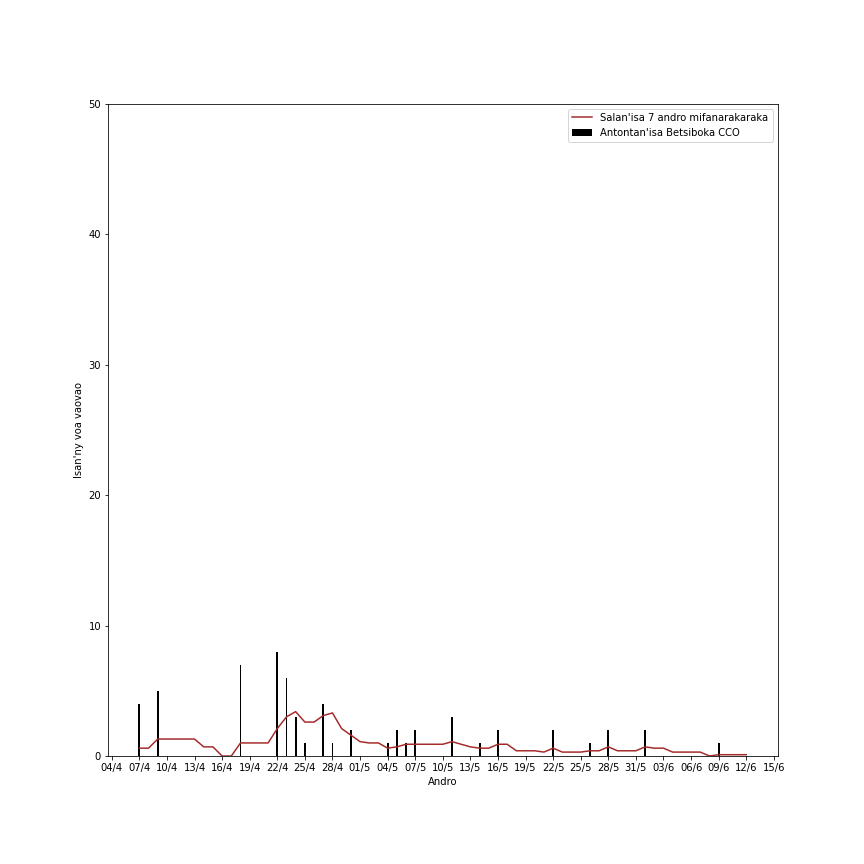 Salan'isa 7 andro mifanarakaraka
Antontan'isa Betsiboka CCO
50
40
30
20
10
0
Isan'ny voa vaovao
04/4 07/4 10/4 13/4 16/4 19/4 22/4 25/4 28/4 01/5 04/5 07/5 10/5 13/5 16/5 19/5 22/5 25/5 28/5 31/5 03/6 06/6 09/6 12/6 15/6
Andro